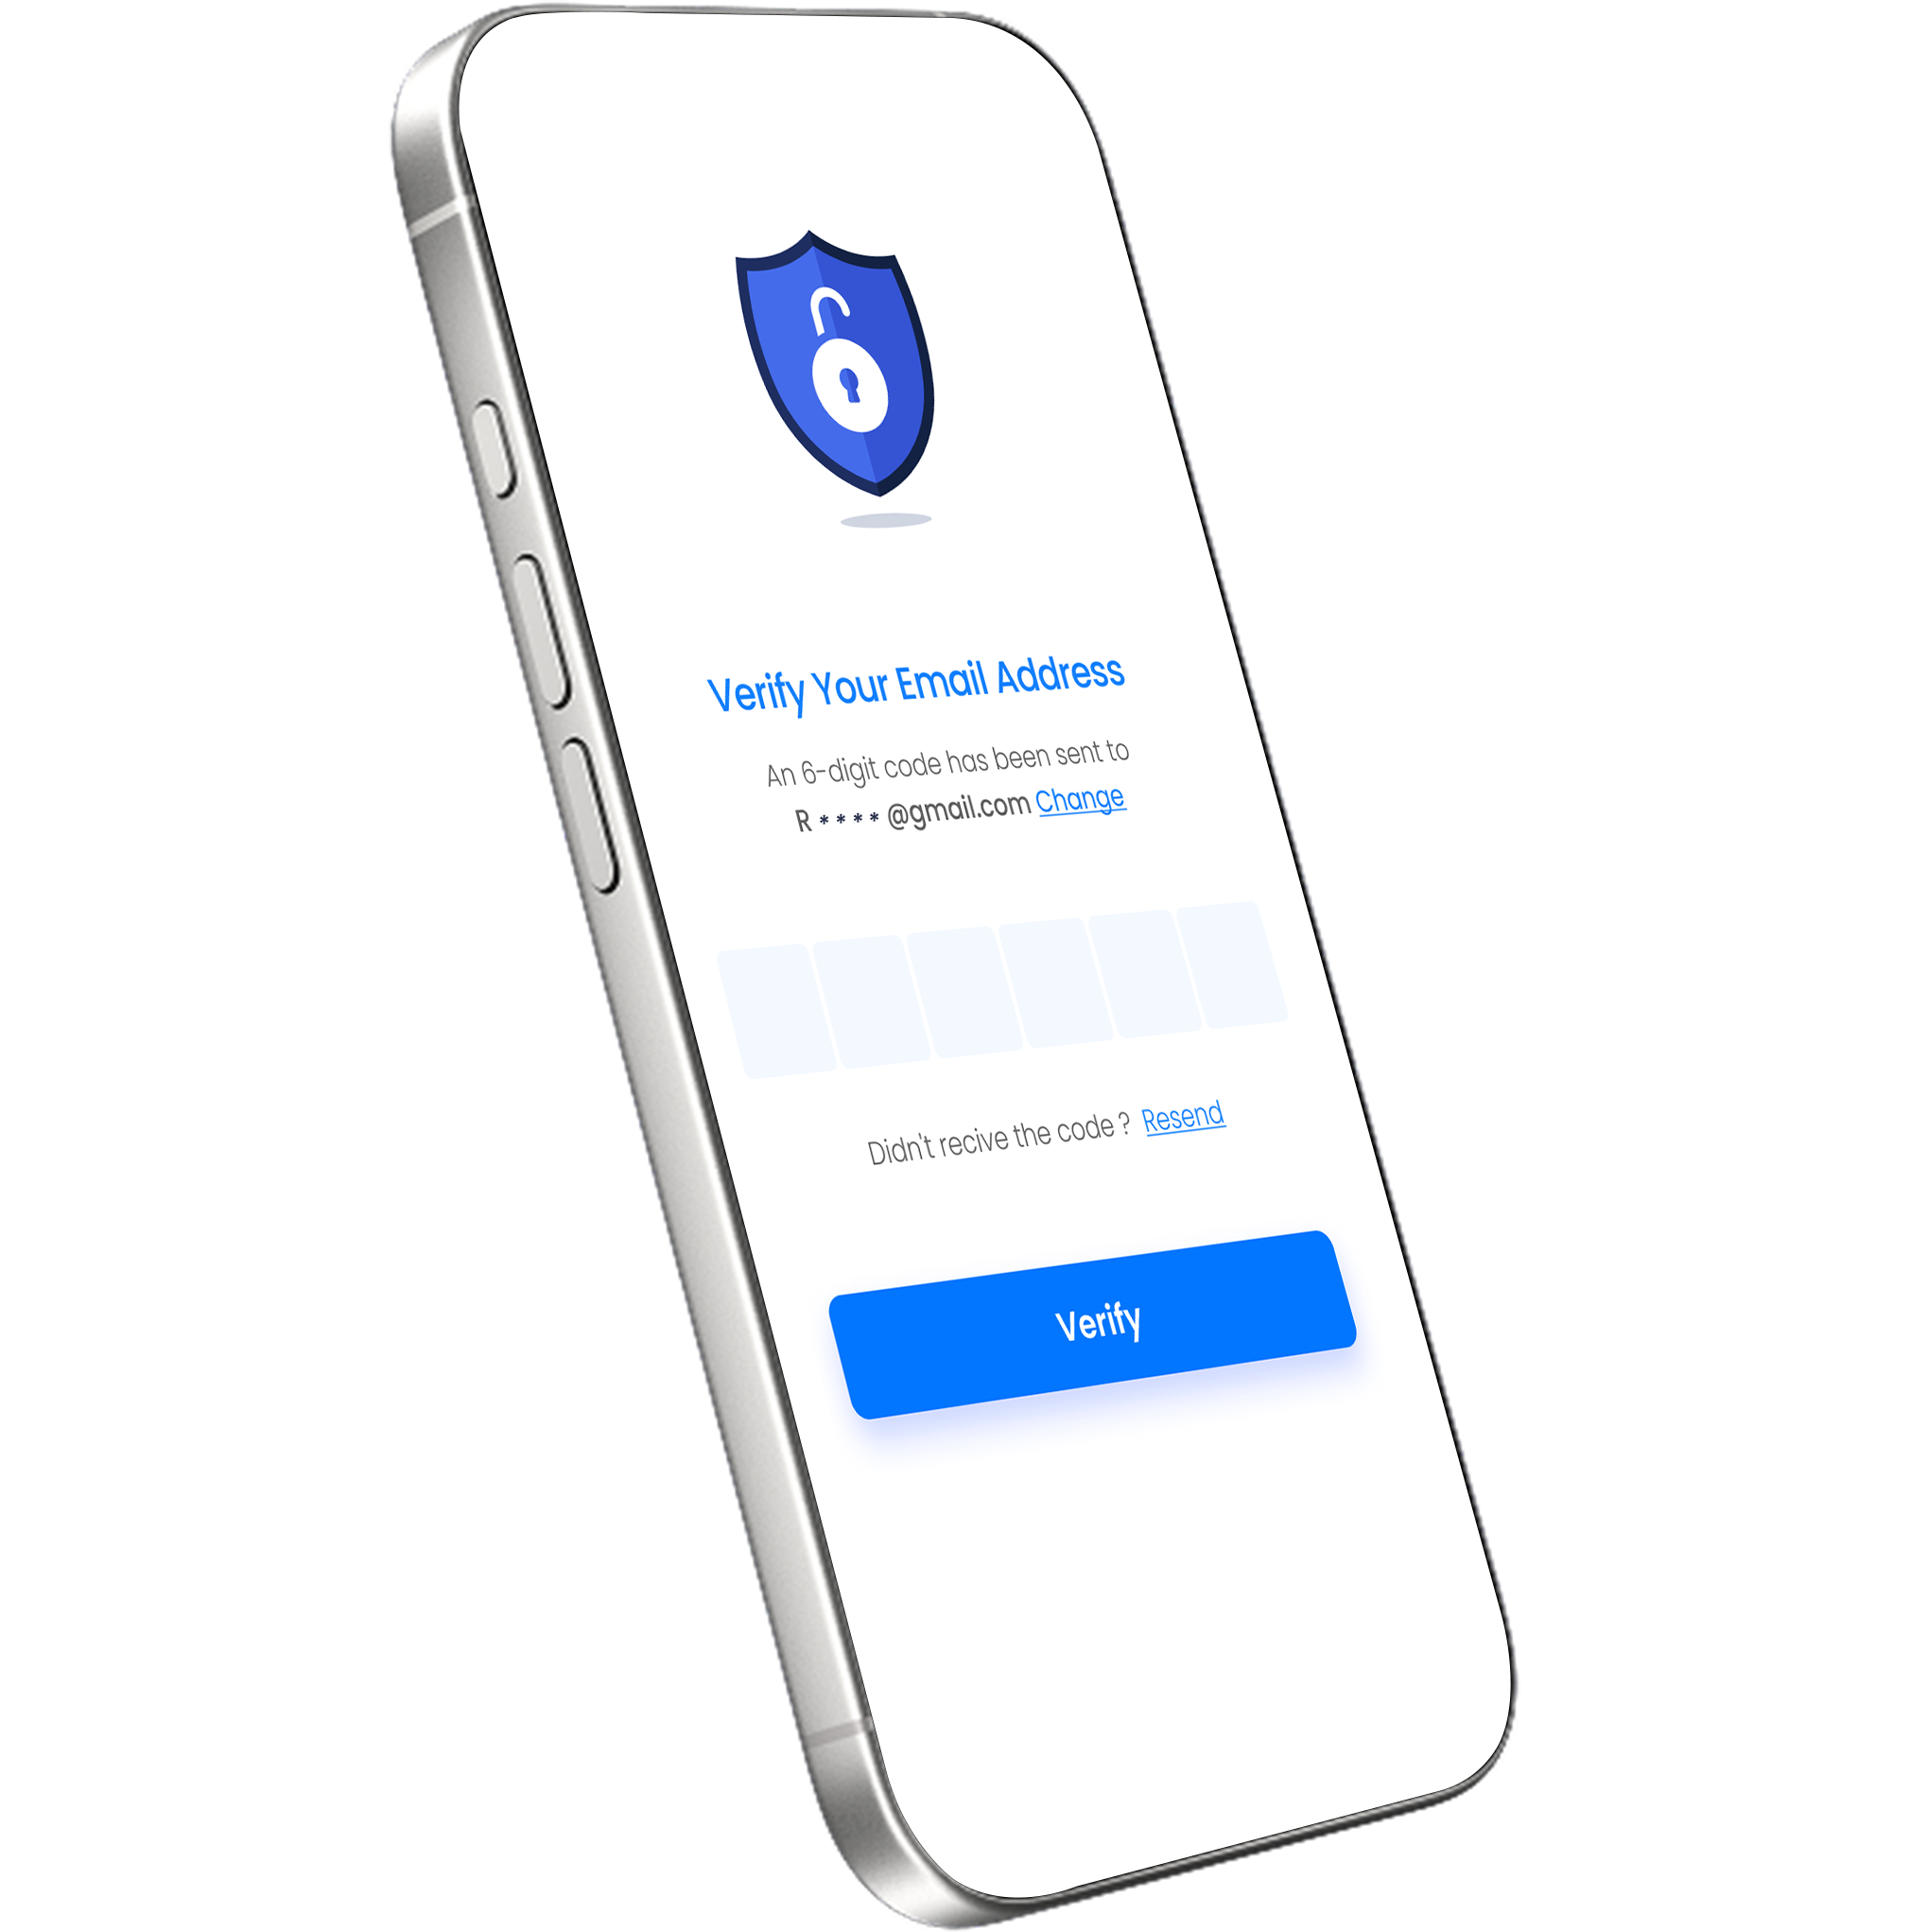 Verify Your Email Address
An 6-digit code has been sent to
R * * * * @gmail.com Change
Didn't recive the code ? Resend
Verify